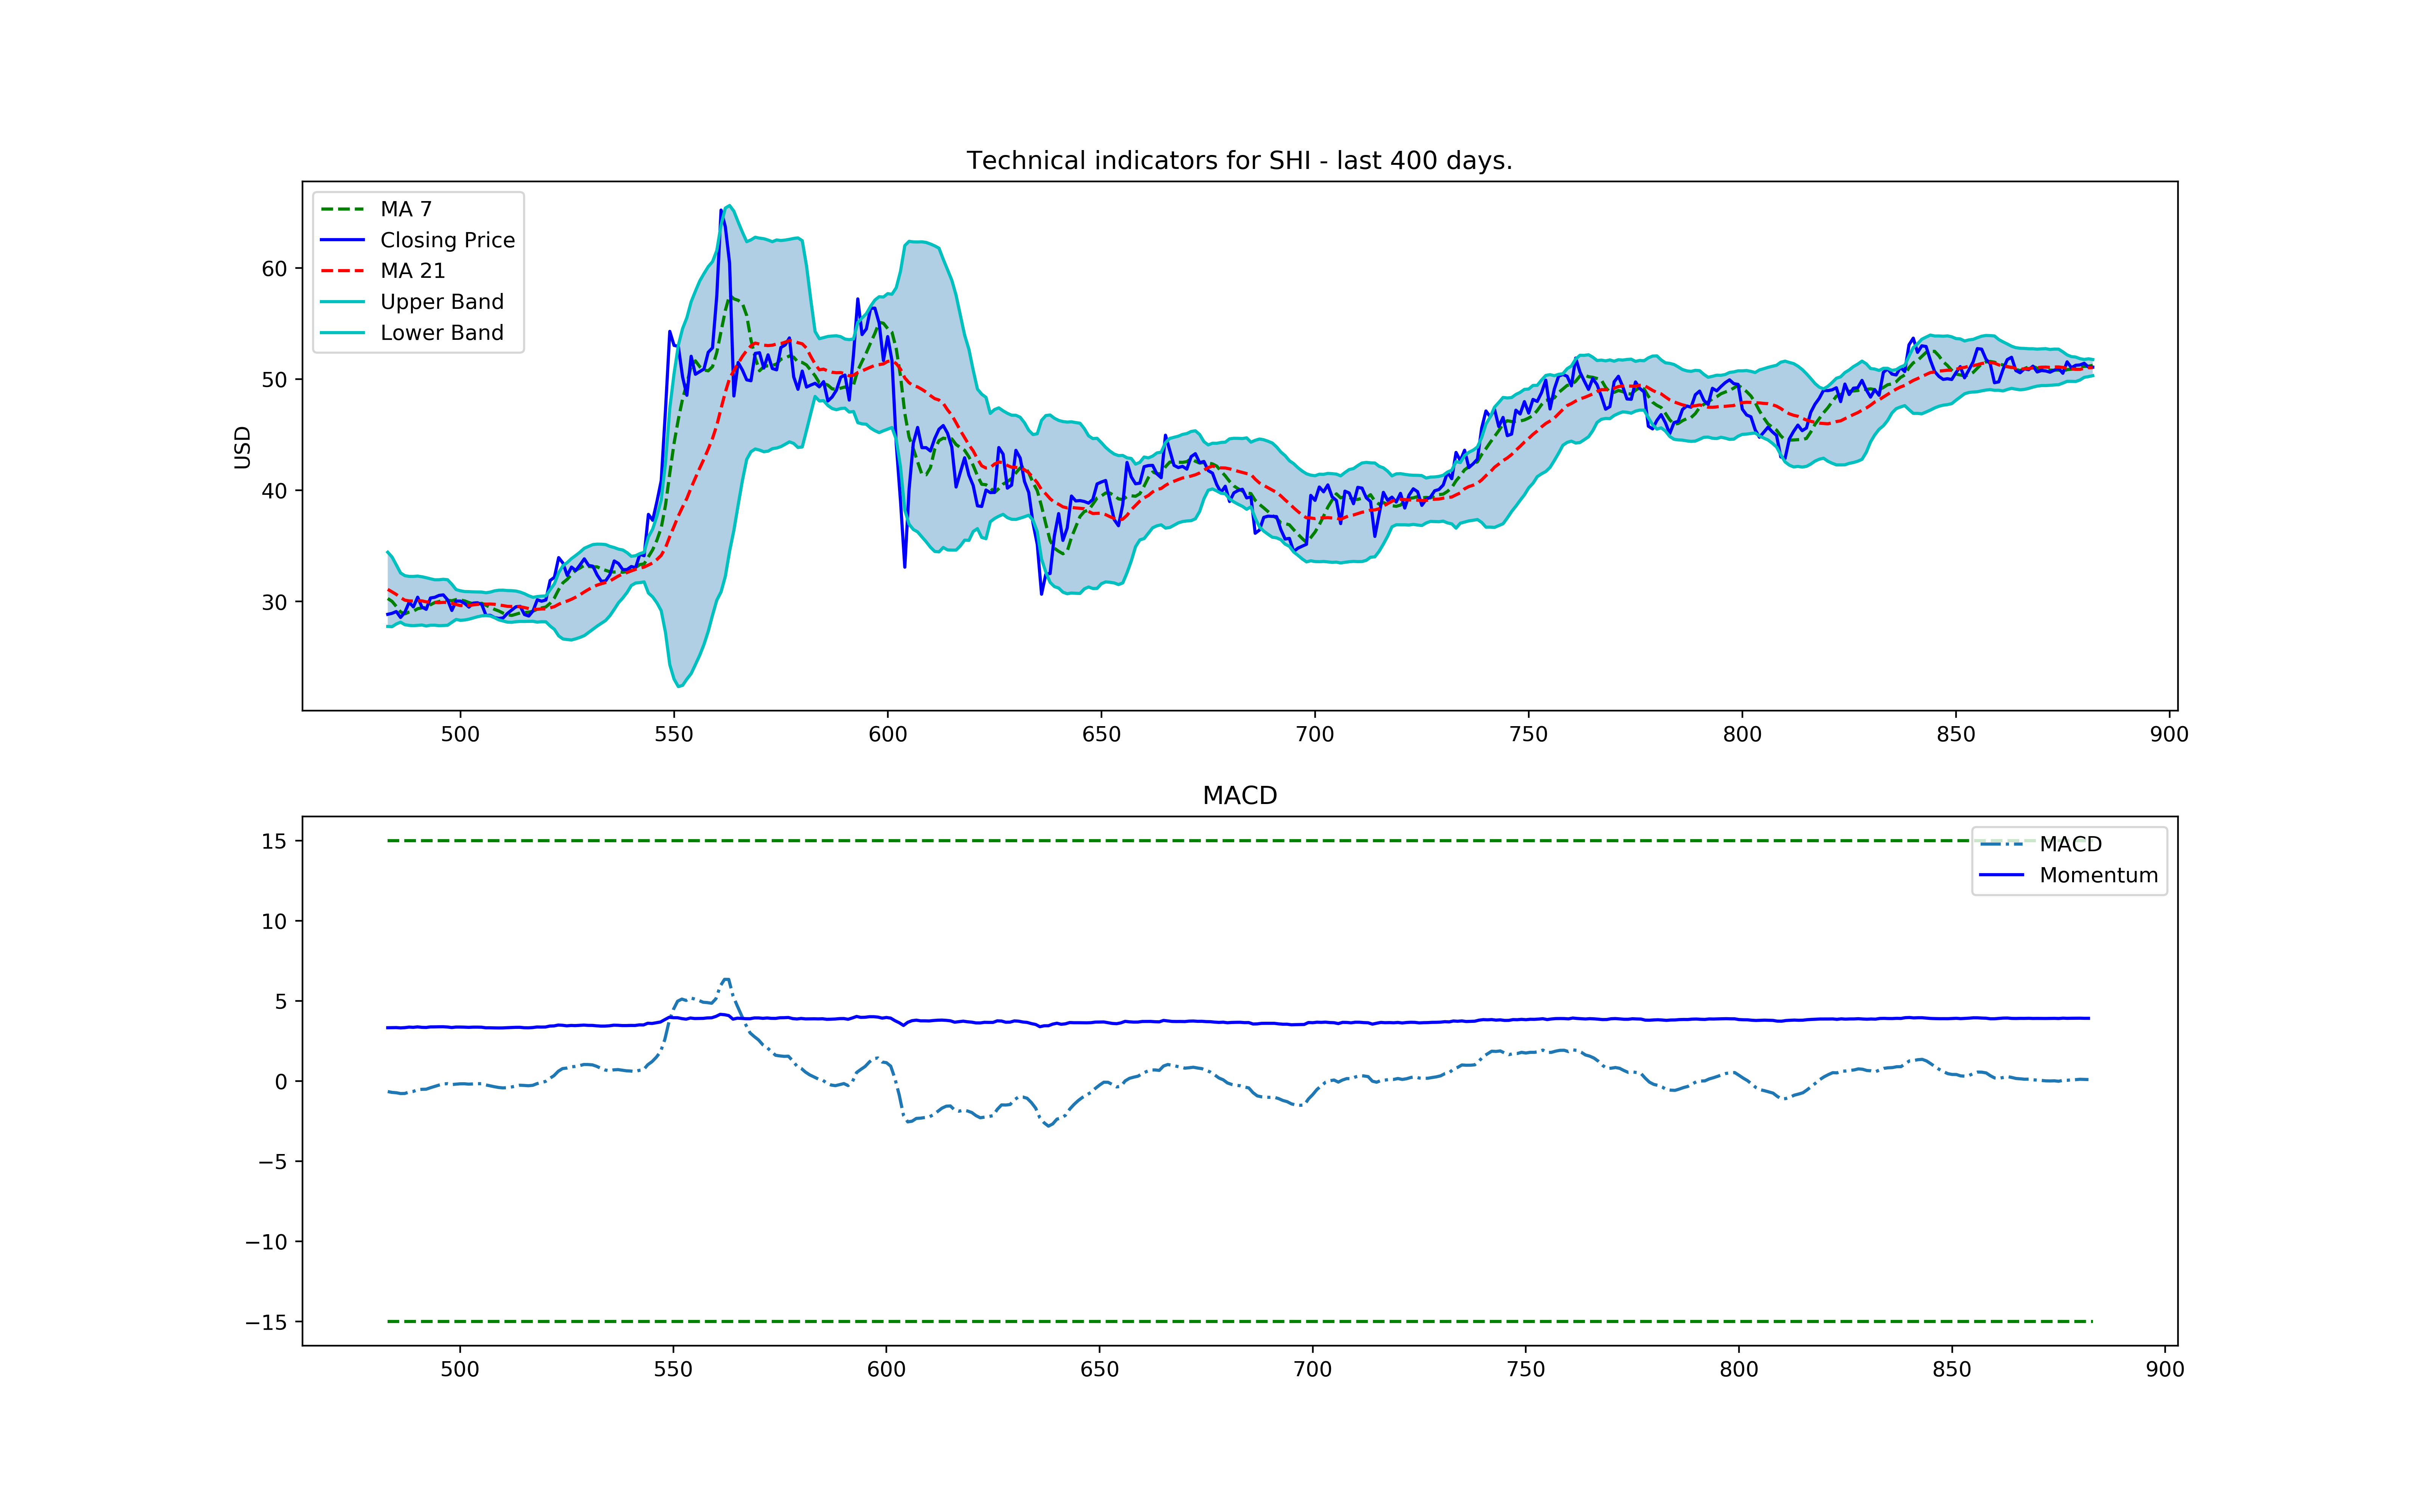 Technical indicators for SHI - last 400 days.
MA 7
Closing Price
MA 21
Upper Band
Lower Band
USD
60
50
40
30
500 550 600 650 700 750 800 850 900
MACD
MACD
Momentum
15
10
5
0
−5
−10
−15
500 550 600 650 700 750 800 850 900